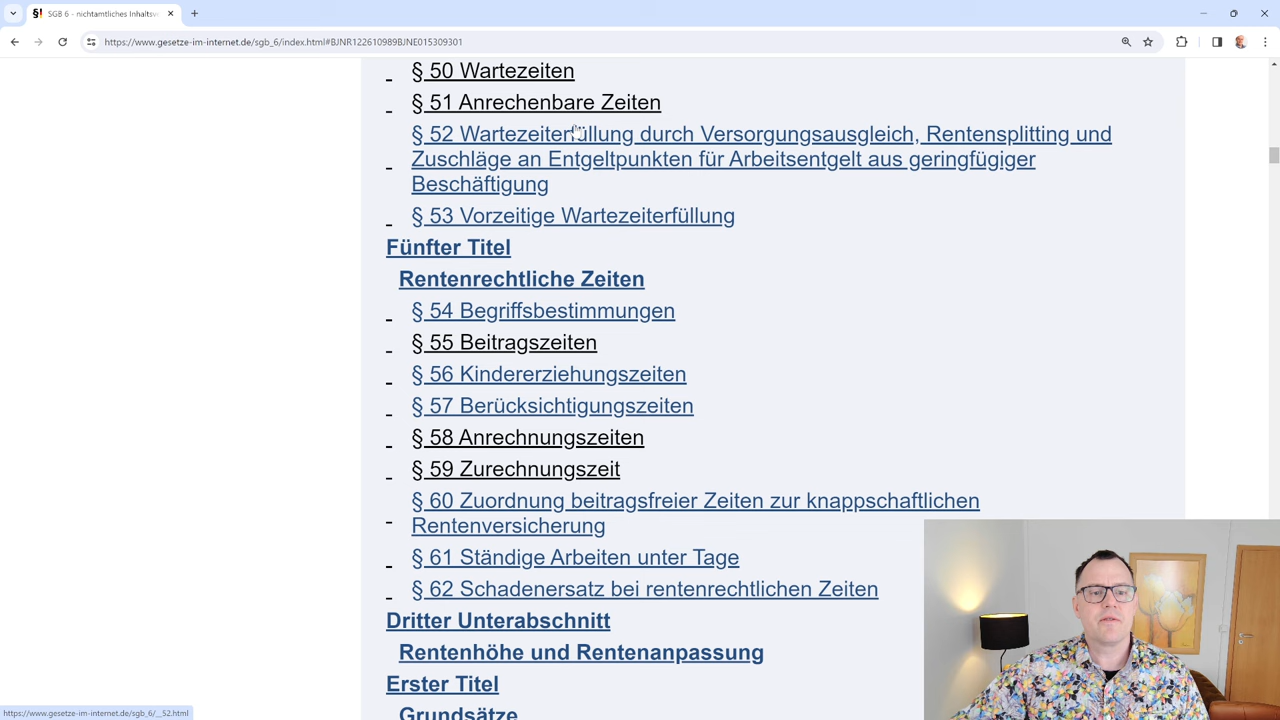 SGB 6 - nichtamtliches Inhaltsv
https://www.gesetze-im-internet.de/sgb_6/index.html#BJNR122610989BJNE015309301
§ 50 Wartezeiten
§ 51 Anrechenbare Zeiten
§ 52 Wartezeiterfüllung durch Versorgungsausgleich, Rentensplitting und
Zuschläge an Entgeltpunkten für Arbeitsentgelt aus geringfügiger
Beschäftigung
§ 53 Vorzeitige Wartezeiterfüllung
Fünfter Titel
Rentenrechtliche Zeiten
§ 54 Begriffsbestimmungen
§ 55 Beitragszeiten
§ 56 Kindererziehungszeiten
§ 57 Berücksichtigungszeiten
§ 58 Anrechnungszeiten
§ 59 Zurechnungszeit
§ 60 Zuordnung beitragsfreier Zeiten zur knappschaftlichen
Rentenversicherung
§ 61 Ständige Arbeiten unter Tage
§ 62 Schadenersatz bei rentenrechtlichen Zeiten
Dritter Unterabschnitt
Rentenhöhe und Rentenanpassung
Erster Titel
Grundsätze
https://www.gesetze-im-internet.de/sgb_6/__52.html